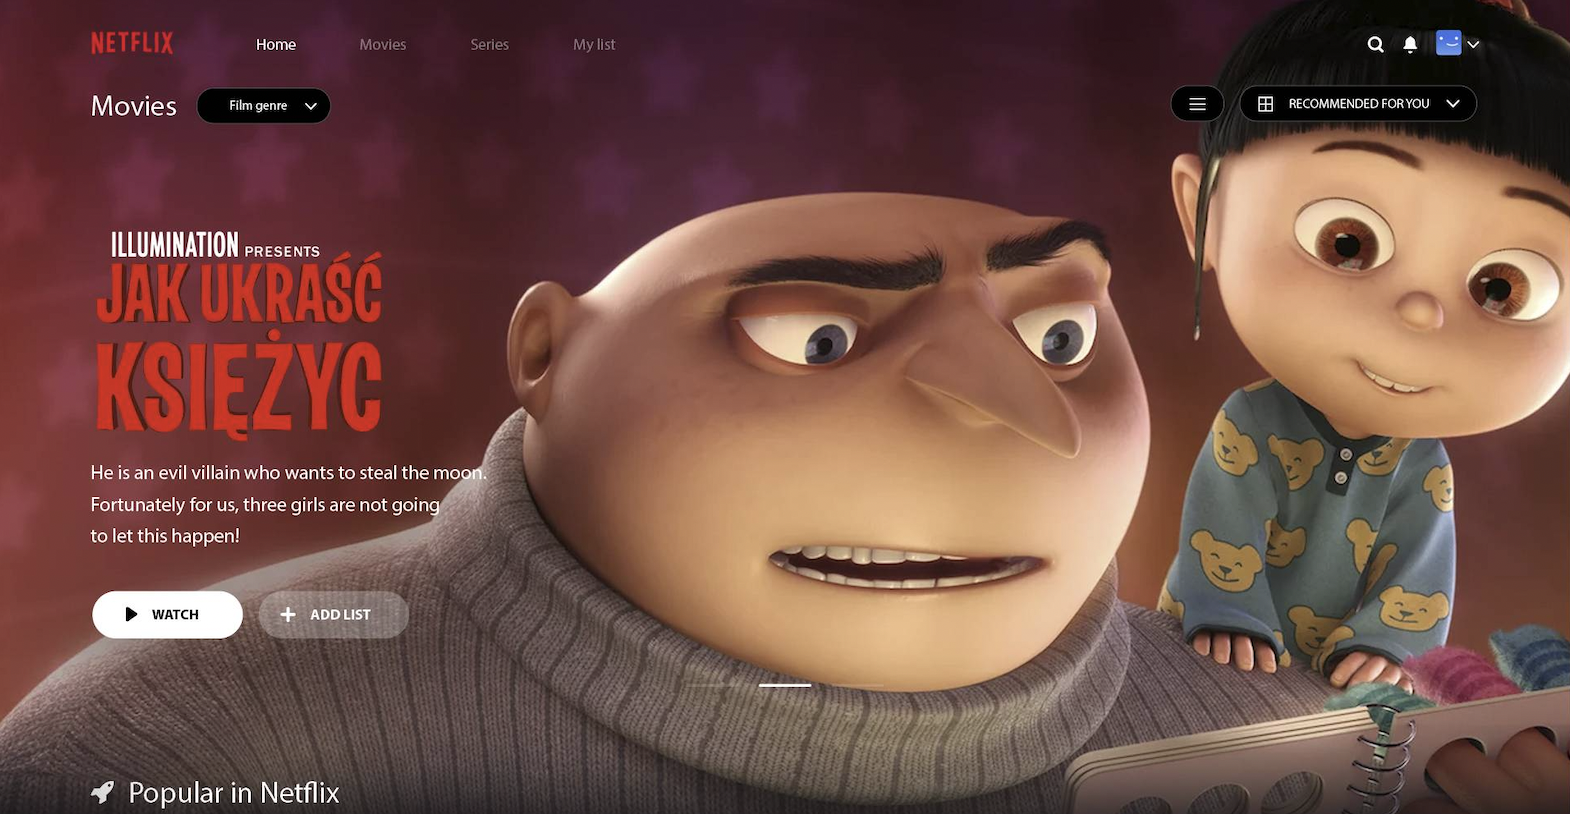 NETFLIX
Home
Movies
Series
My list
Movies
Film genre
RECOMMENDED FOR YOU
ILLUMINATION PRESENTS
JAK UKRAŚĆ
KSIĘŻYC
He is an evil villain who wants to steal the moon.
Fortunately for us, three girls are not going
to let this happen!
WATCH
ADD LIST
Popular in Netflix